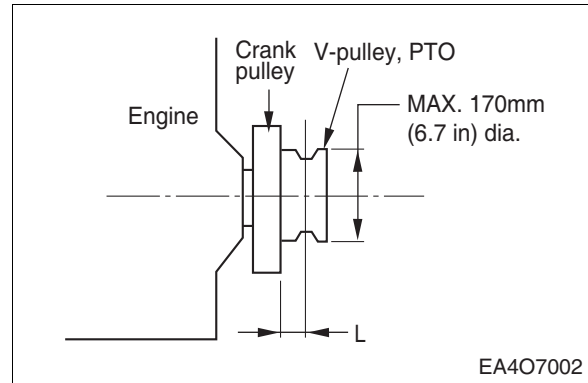 Crank
pulley
V-pulley, PTO
Engine
MAX. 170mm
(6.7 in) dia.
L
EA4O7002